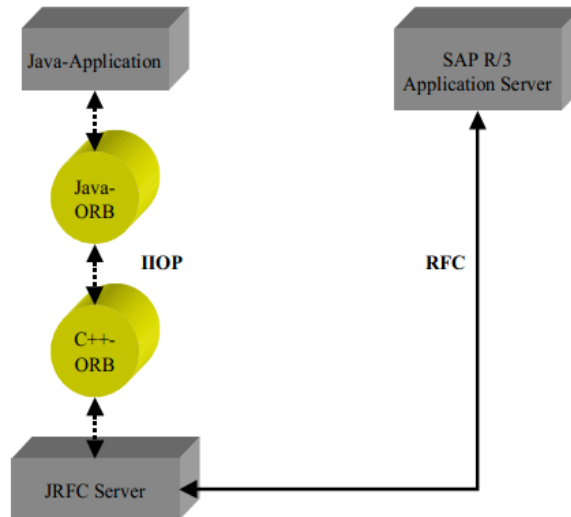 Java-Application
SAP R/3
Application Server
Java-
ORB
IIOP
RFC
C++-
ORB
JRFC Server